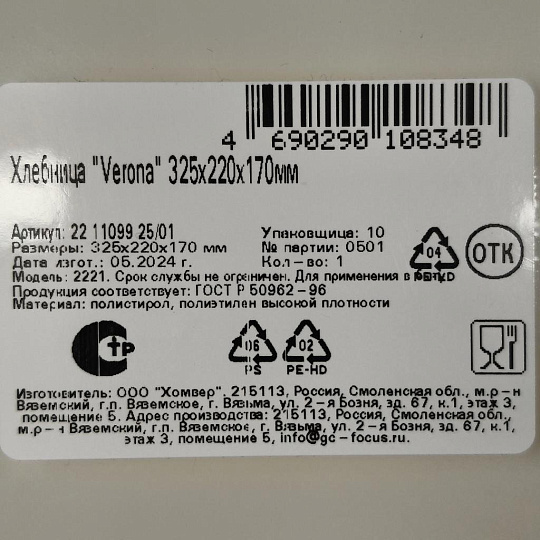 4 690290 108348
Хлебница "Verona" 325x220x170мм
Артикул: 22 11099 25/01
Упаковщица: 10
Размеры: 325x220x170 мм
№ партии: 0501
Дата изгот.: 05.2024 г.
Кол-во: 1
04
ОТК
Модель: 2221. Срок службы не ограничен. Для применения в быту
Продукция соответствует: ГОСТ Р 50962-96
Материал: полистирол, полиэтилен высокой плотности
стр
06
PS
02
PE-HD
Изготовитель: ООО "Хомвер". 215113, Россия, Смоленская обл., м.р-н
Вяземский, г.п. Вяземское, г. Вязьма, ул. 2-я Бозня, зд. 67, к.1, этаж 3,
помещение 5. Адрес производства: 215113, Россия, Смоленская обл.,
м.р-н Вяземский, г.п. Вяземское, г. Вязьма, ул. 2-я Бозня, зд. 67, к.1,
этаж 3, помещение 5, info@gc-focus.ru.